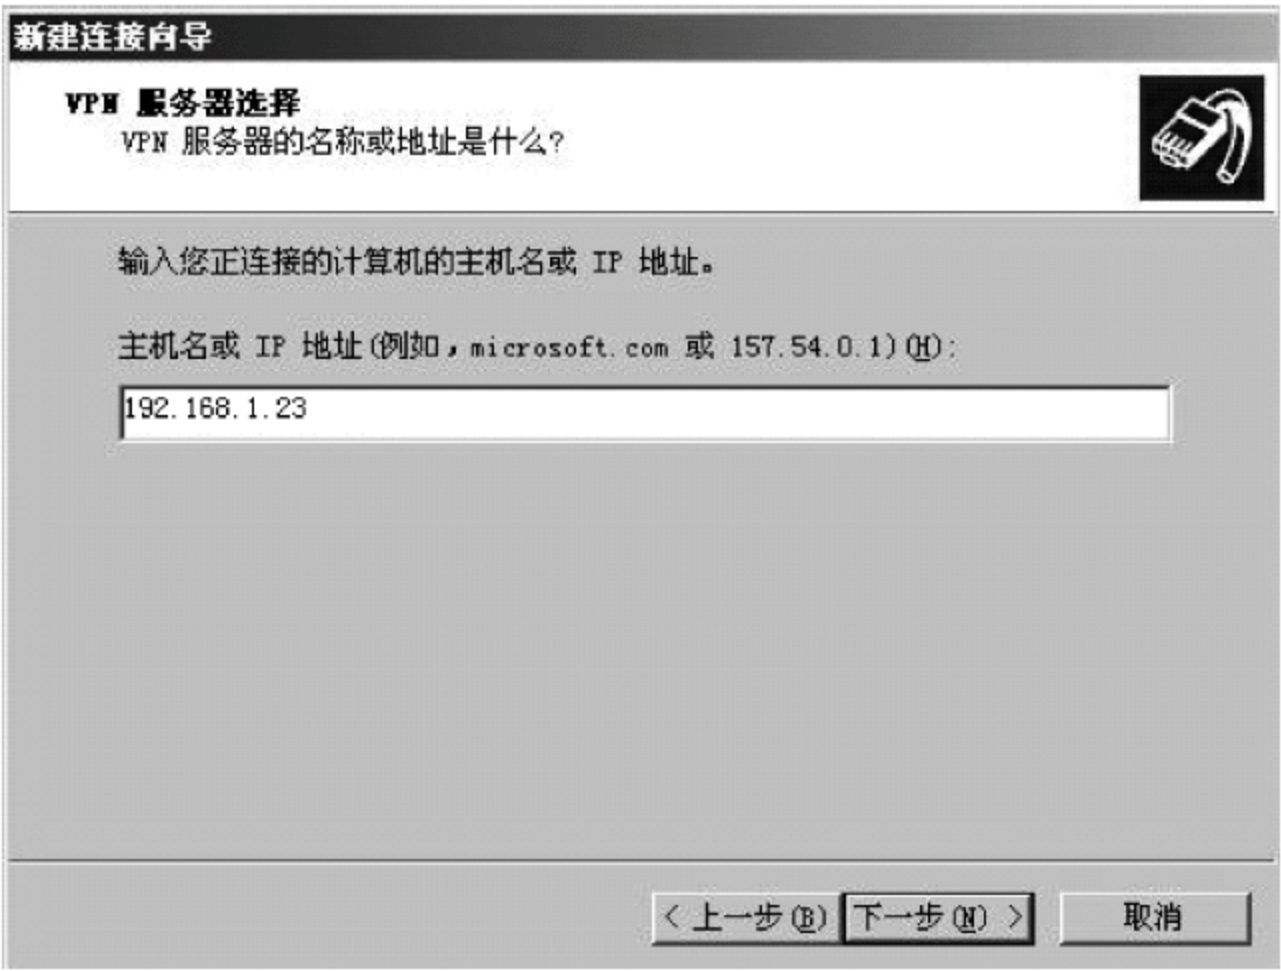 新建连接向导
VPN 服务器选择
VPN 服务器的名称或地址是什么?
输入您正连接的计算机的主机名或 IP 地址。
主机名或 IP 地址(例如，microsoft.com 或 157.54.0.1)(H):
192.168.1.23
< 上一步(B) 下一步(N) > 取消